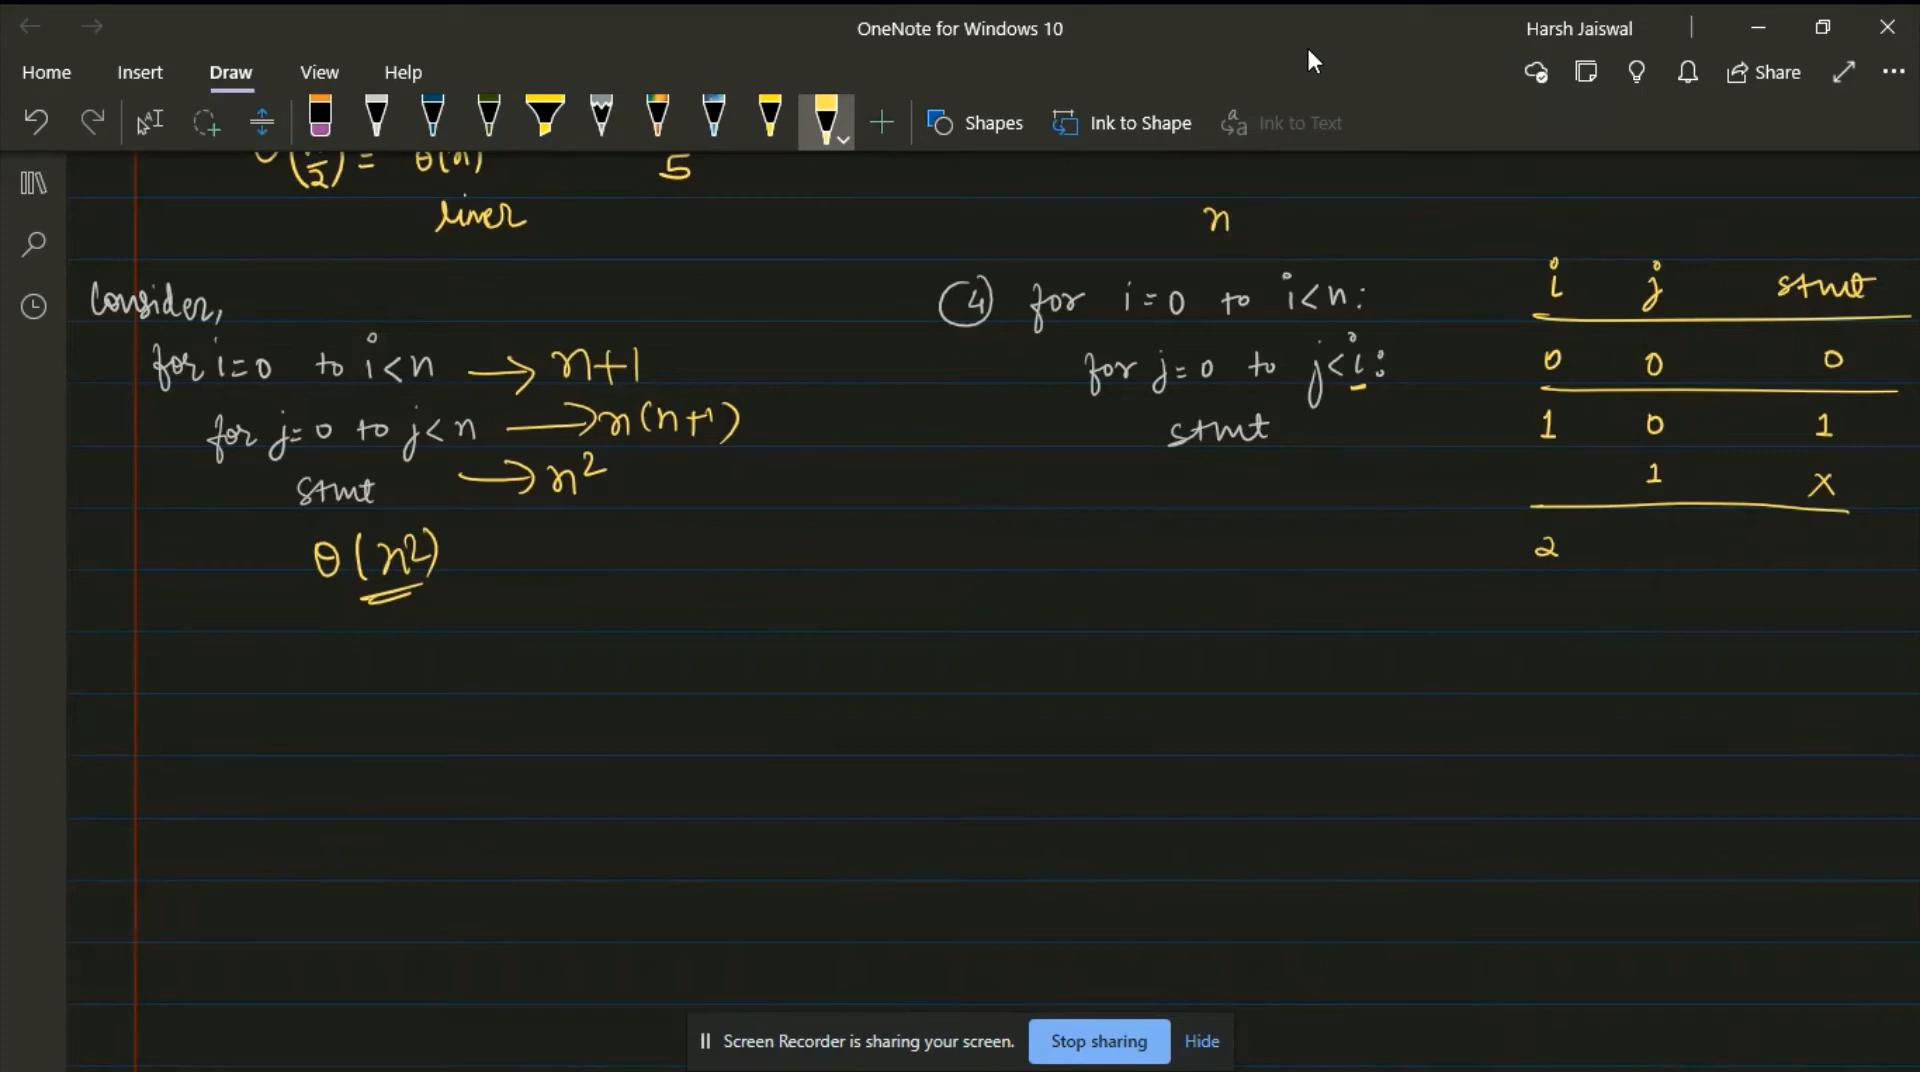 OneNote for Windows 10
Harsh Jaiswal
Home Insert Draw View Help
Share
Shapes Ink to Shape Ink to Text
2) = θ(n)
5
liner
n
Consider,
for i=0 to i<n → n+1
for j=0 to j<n → n(n+1)
stmt → n²
θ(n²)
④ for i=0 to i<n:
for j=0 to j<i:
stmt
i j stmt
0 0 0
1 0 1
1 x
2
Screen Recorder is sharing your screen. Stop sharing Hide